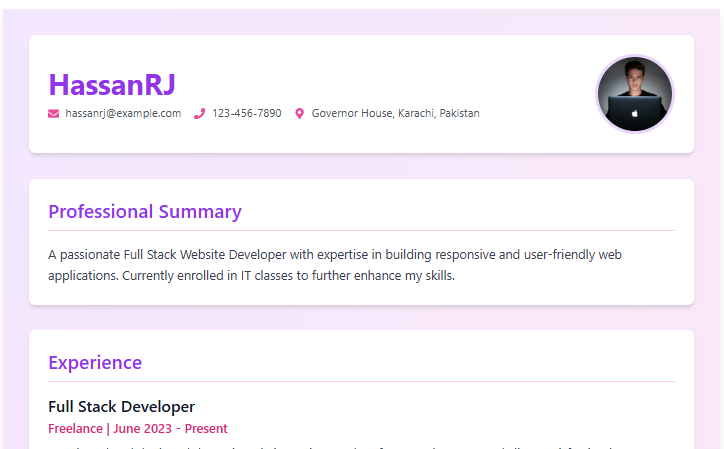 HassanRJ
hassanrj@example.com 123-456-7890 Governor House, Karachi, Pakistan
Professional Summary
A passionate Full Stack Website Developer with expertise in building responsive and user-friendly web
applications. Currently enrolled in IT classes to further enhance my skills.
Experience
Full Stack Developer
Freelance | June 2023 - Present